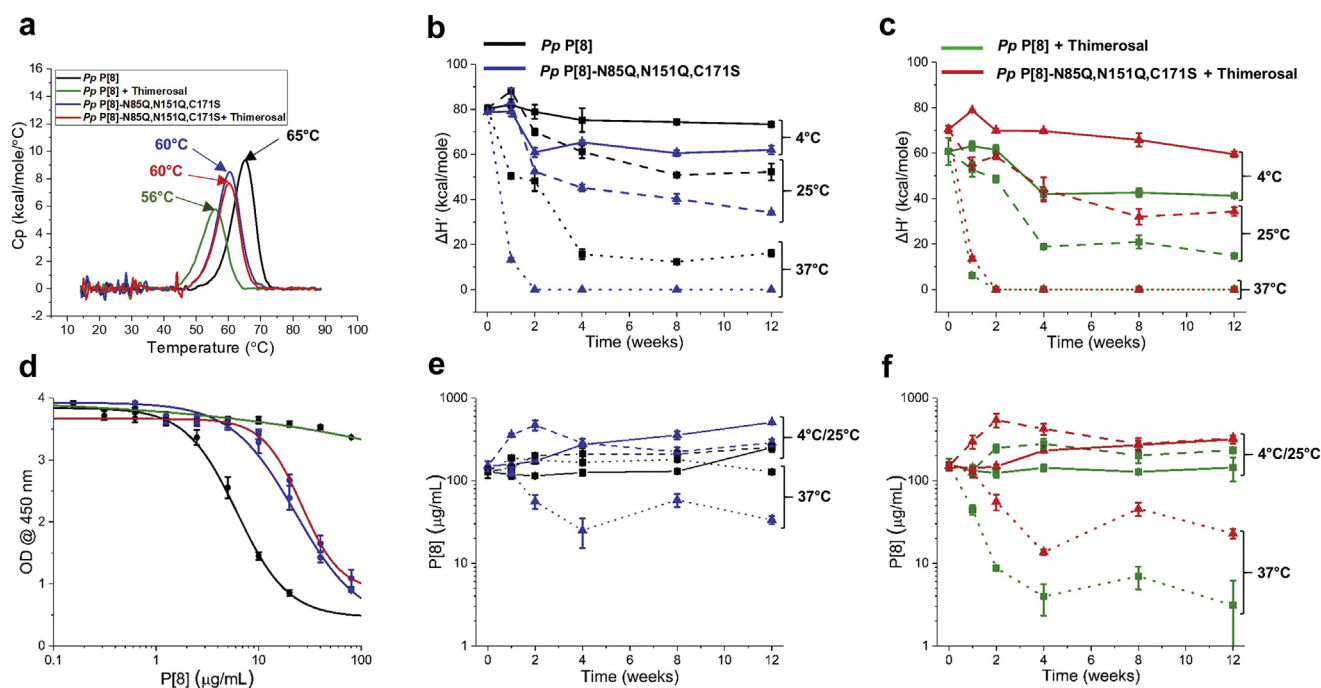 a
Pp P[8]
Pp P[8] + Thimerosal
Pp P[8]-N85Q,N151Q,C171S
Pp P[8]-N85Q,N151Q,C171S+ Thimerosal
65°C
60°C
60°C
56°C
Cp (kcal/mole/°C)
16
14
12
10
8
6
4
2
0
-2
10 20 30 40 50 60 70 80 90 100
Temperature (°C)
b
Pp P[8]
Pp P[8]-N85Q,N151Q,C171S
ΔH′ (kcal/mole)
100
80
60
40
20
0
4°C
25°C
37°C
0 2 4 6 8 10 12
Time (weeks)
c
Pp P[8] + Thimerosal
Pp P[8]-N85Q,N151Q,C171S + Thimerosal
ΔH′ (kcal/mole)
100
80
60
40
20
0
4°C
25°C
37°C
0 2 4 6 8 10 12
Time (weeks)
d
OD @ 450 nm
4
3
2
1
0
0.1 1 10 100
P[8] (μg/mL)
e
P[8] (μg/mL)
1000
100
10
1
4°C/25°C
37°C
0 2 4 6 8 10 12
Time (weeks)
f
P[8] (μg/mL)
1000
100
10
1
4°C/25°C
37°C
0 2 4 6 8 10 12
Time (weeks)